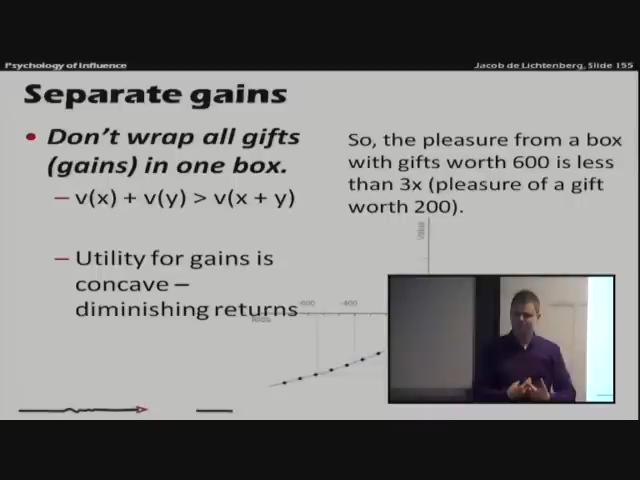 Psychology of Influence
Jacob de Lichtenberg, Slide 155
Separate gains
• Don't wrap all gifts
(gains) in one box.
– v(x) + v(y) > v(x + y)
– Utility for gains is
concave –
diminishing returns
So, the pleasure from a box
with gifts worth 600 is less
than 3x (pleasure of a gift
worth 200).
Value
-600
-400